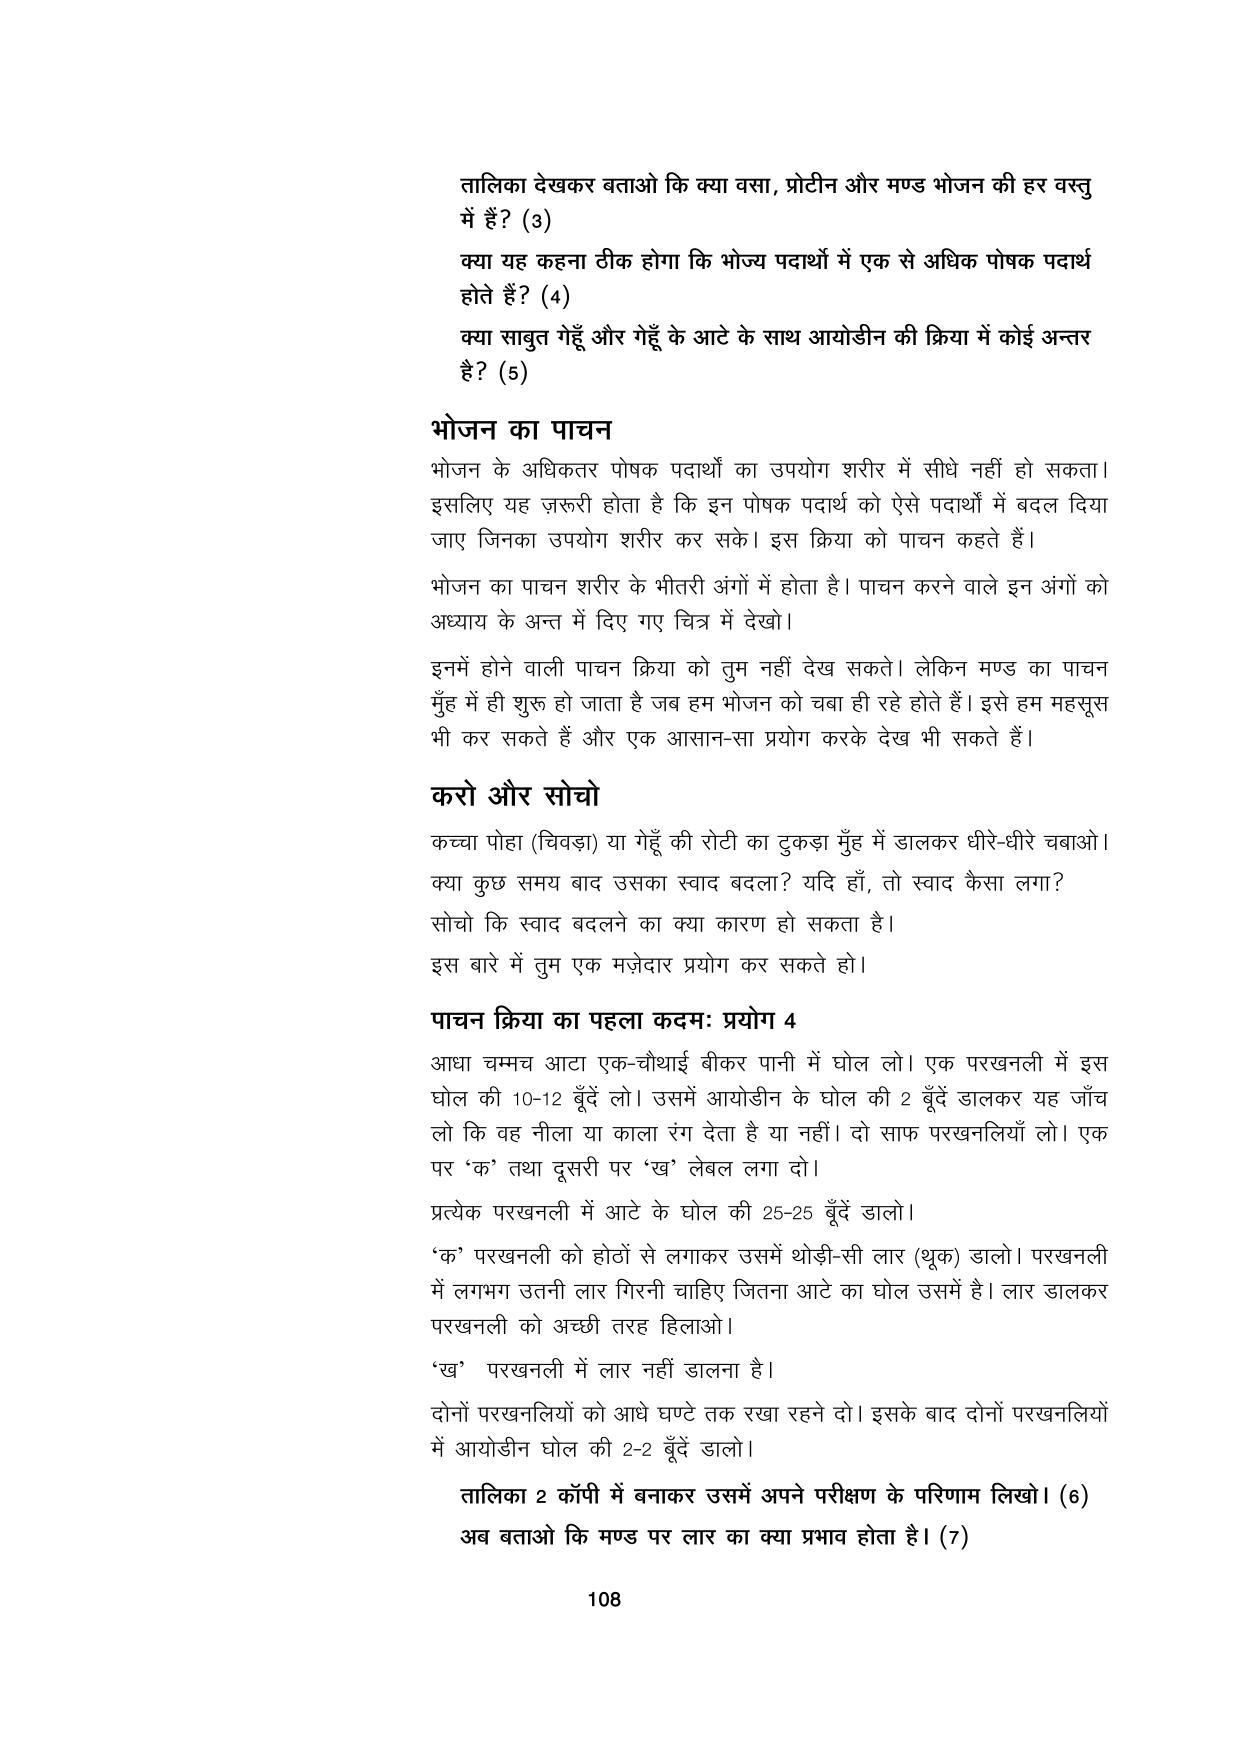 तालिका देखकर बताओ कि क्या वसा, प्रोटीन और मण्ड भोजन की हर वस्तु
में हैं? (3)
क्या यह कहना ठीक होगा कि भोज्य पदार्थो में एक से अधिक पोषक पदार्थ
होते हैं? (4)
क्या साबुत गेहूँ और गेहूँ के आटे के साथ आयोडीन की क्रिया में कोई अन्तर
है? (5)
भोजन का पाचन
भोजन के अधिकतर पोषक पदार्थों का उपयोग शरीर में सीधे नहीं हो सकता।
इसलिए यह ज़रूरी होता है कि इन पोषक पदार्थ को ऐसे पदार्थों में बदल दिया
जाए जिनका उपयोग शरीर कर सके। इस क्रिया को पाचन कहते हैं।
भोजन का पाचन शरीर के भीतरी अंगों में होता है। पाचन करने वाले इन अंगों को
अध्याय के अन्त में दिए गए चित्र में देखो।
इनमें होने वाली पाचन क्रिया को तुम नहीं देख सकते। लेकिन मण्ड का पाचन
मुँह में ही शुरू हो जाता है जब हम भोजन को चबा ही रहे होते हैं। इसे हम महसूस
भी कर सकते हैं और एक आसान-सा प्रयोग करके देख भी सकते हैं।
करो और सोचो
कच्चा पोहा (चिवड़ा) या गेहूँ की रोटी का टुकड़ा मुँह में डालकर धीरे-धीरे चबाओ।
क्या कुछ समय बाद उसका स्वाद बदला? यदि हाँ, तो स्वाद कैसा लगा?
सोचो कि स्वाद बदलने का क्या कारण हो सकता है।
इस बारे में तुम एक मज़ेदार प्रयोग कर सकते हो।
पाचन क्रिया का पहला कदम: प्रयोग 4
आधा चम्मच आटा एक-चौथाई बीकर पानी में घोल लो। एक परखनली में इस
घोल की 10-12 बूँदें लो। उसमें आयोडीन के घोल की 2 बूँदें डालकर यह जाँच
लो कि वह नीला या काला रंग देता है या नहीं। दो साफ परखनलियाँ लो। एक
पर ‘क’ तथा दूसरी पर ‘ख’ लेबल लगा दो।
प्रत्येक परखनली में आटे के घोल की 25-25 बूँदें डालो।
‘क’ परखनली को होठों से लगाकर उसमें थोड़ी-सी लार (थूक) डालो। परखनली
में लगभग उतनी लार गिरनी चाहिए जितना आटे का घोल उसमें है। लार डालकर
परखनली को अच्छी तरह हिलाओ।
‘ख’ परखनली में लार नहीं डालना है।
दोनों परखनलियों को आधे घण्टे तक रखा रहने दो। इसके बाद दोनों परखनलियों
में आयोडीन घोल की 2-2 बूँदें डालो।
तालिका 2 कॉपी में बनाकर उसमें अपने परीक्षण के परिणाम लिखो। (6)
अब बताओ कि मण्ड पर लार का क्या प्रभाव होता है। (7)
108